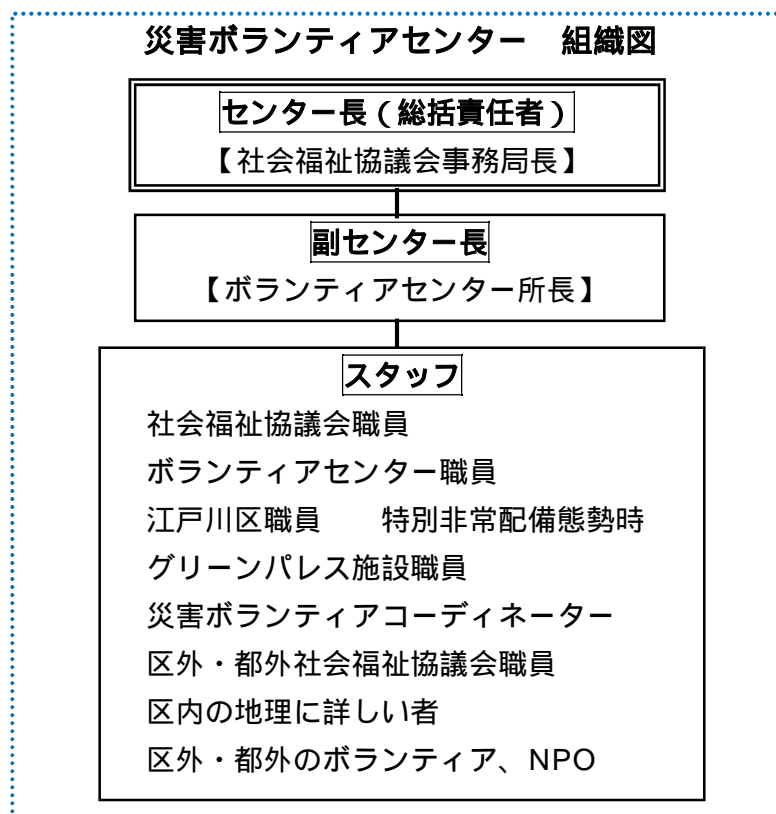 災害ボランティアセンター　組織図
センター長（総括責任者）
【社会福祉協議会事務局長】
副センター長
【ボランティアセンター所長】
スタッフ
社会福祉協議会職員
ボランティアセンター職員
江戸川区職員　　特別非常配備態勢時
グリーンパレス施設職員
災害ボランティアコーディネーター
区外・都外社会福祉協議会職員
区内の地理に詳しい者
区外・都外のボランティア、NPO